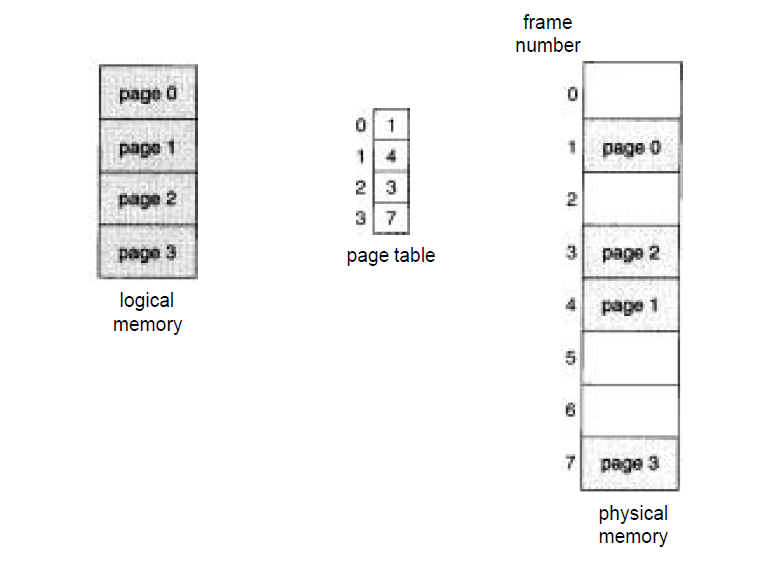 page 0
page 1
page 2
page 3
logical
memory
0 1
1 4
2 3
3 7
page table
frame
number
0
1 page 0
2
3 page 2
4 page 1
5
6
7 page 3
physical
memory